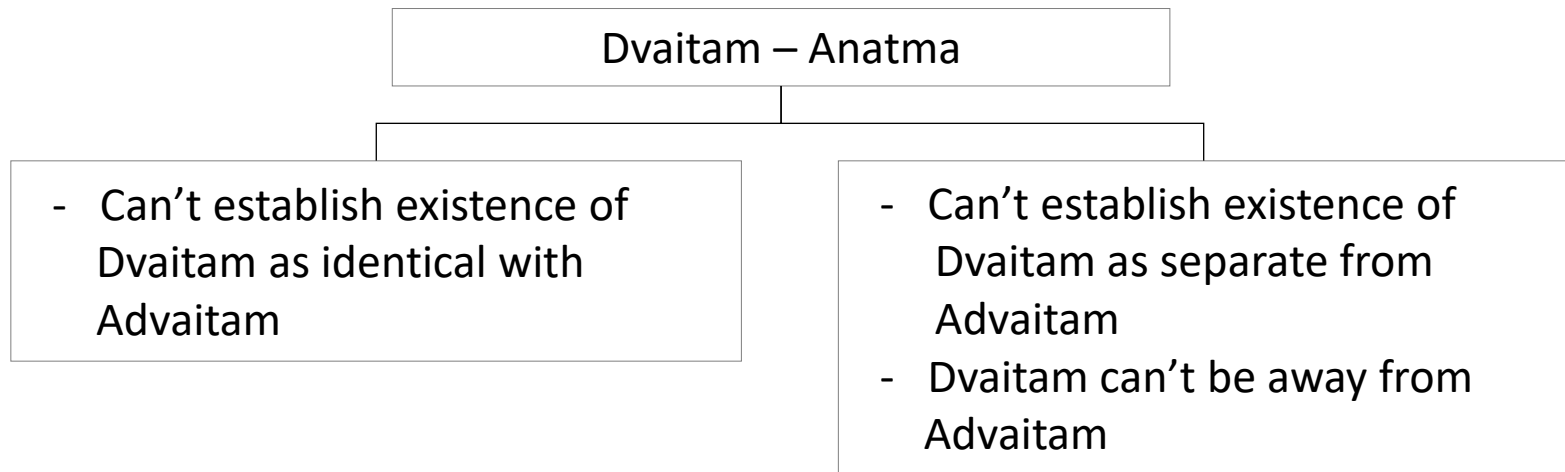 Dvaitam – Anatma
- Can’t establish existence of
Dvaitam as identical with
Advaitam
- Can’t establish existence of
Dvaitam as separate from
Advaitam
- Dvaitam can’t be away from
Advaitam